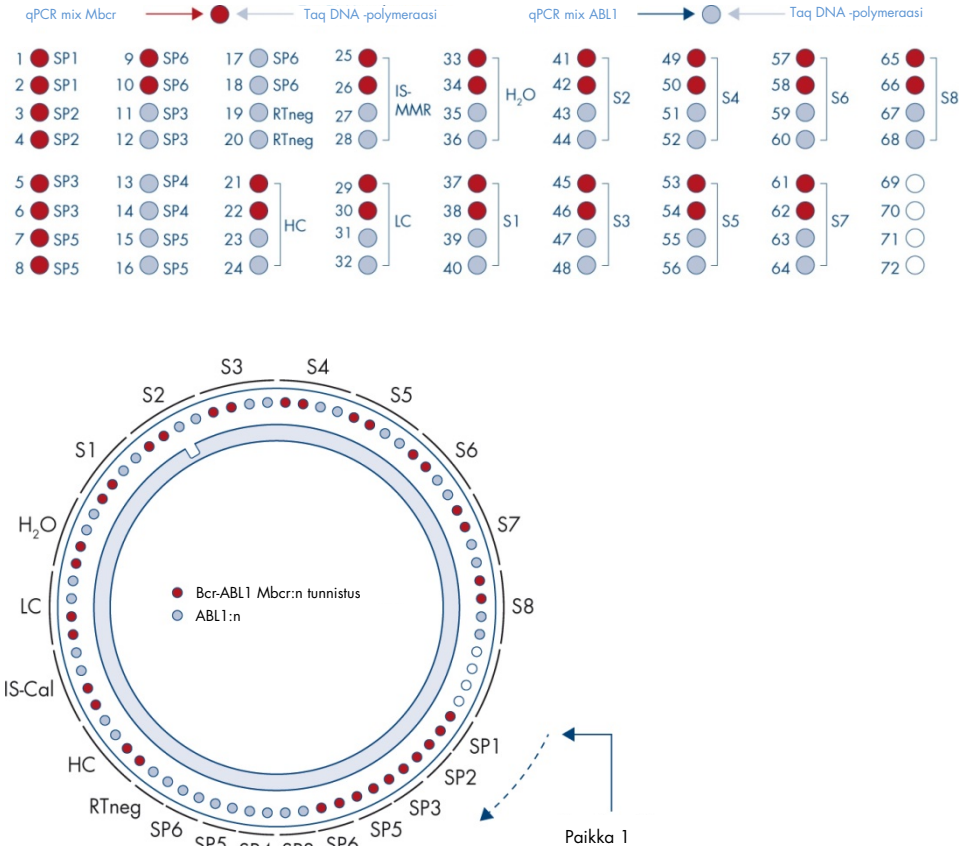 qPCR mix Mbcr Taq DNA -polymeraasi qPCR mix ABL1 Taq DNA -polymeraasi
1 SP1 9 SP6 17 SP6 25 33 41 49 57 65
2 SP1 10 SP6 18 SP6 26 34 42 50 58 66
IS-MMR H₂O S2 S4 S6 S8
3 SP2 11 SP3 19 RTneg 27 35 43 51 59 67
4 SP2 12 SP3 20 RTneg 28 36 44 52 60 68
5 SP3 13 SP4 21 29 37 45 53 61 69
6 SP3 14 SP4 22 30 38 46 54 62 70
HC LC S1 S3 S5 S7
7 SP5 15 SP5 23 31 39 47 55 63 71
8 SP5 16 SP5 24 32 40 48 56 64 72
S3 S4
S2 S5
S1 S6
H₂O S7
Bcr-ABL1 Mbcr:n tunnistus
ABL1:n
LC S8
IS-Cal
SP1
HC SP2
RTneg SP3
SP6 SP5
SP5 SP4 SP3 SP6
Paikka 1